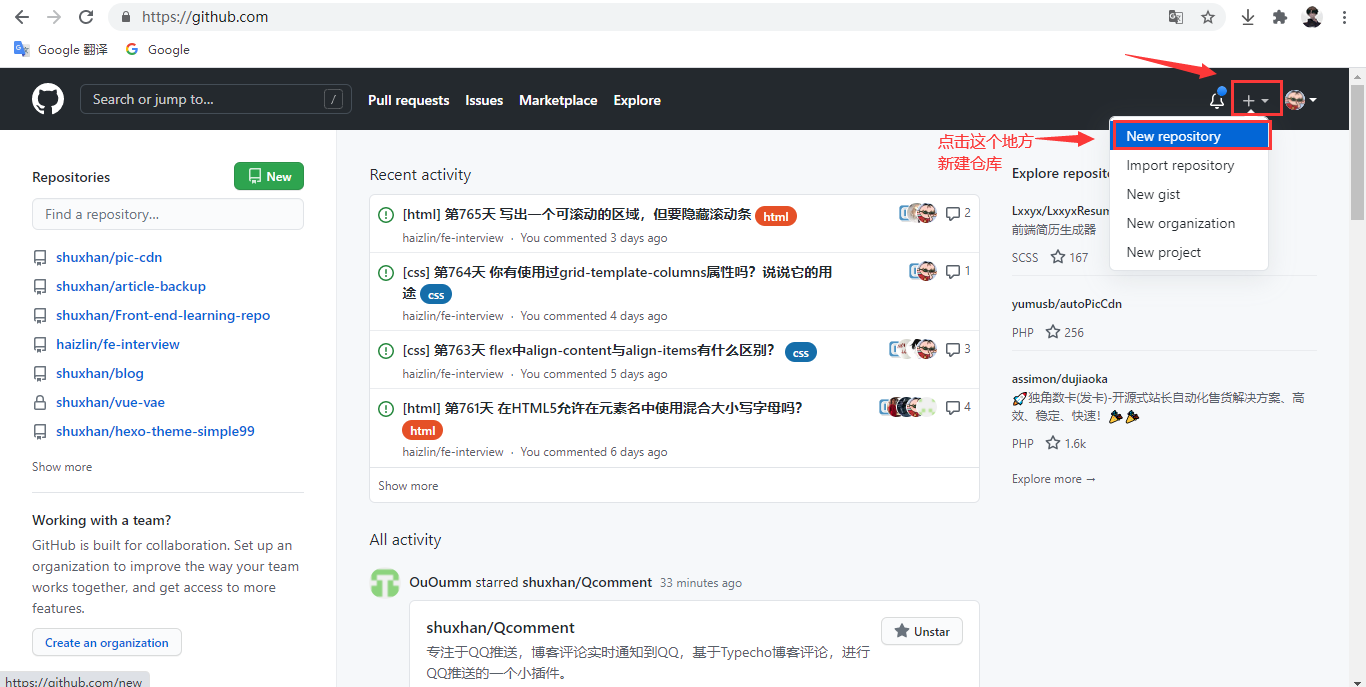 https://github.com
Google 翻译
Google
Search or jump to...
/
Pull requests
Issues
Marketplace
Explore
点击这个地方
新建仓库
New repository
Import repository
New gist
New organization
New project
Repositories
New
Find a repository...
shuxhan/pic-cdn
shuxhan/article-backup
shuxhan/Front-end-learning-repo
haizlin/fe-interview
shuxhan/blog
shuxhan/vue-vae
shuxhan/hexo-theme-simple99
Show more
Working with a team?
GitHub is built for collaboration. Set up an
organization to improve the way your team
works together, and get access to more
features.
Create an organization
https://github.com/new
Recent activity
[html] 第765天 写出一个可滚动的区域，但要隐藏滚动条 html
2
haizlin/fe-interview · You commented 3 days ago
[css] 第764天 你有使用过grid-template-columns属性吗？说说它的用
途 css
1
haizlin/fe-interview · You commented 4 days ago
[css] 第763天 flex中align-content与align-items有什么区别？ css
3
haizlin/fe-interview · You commented 5 days ago
[html] 第761天 在HTML5允许在元素名中使用混合大小写字母吗？
html
4
haizlin/fe-interview · You commented 6 days ago
Show more
All activity
OuOumm starred shuxhan/Qcomment 33 minutes ago
shuxhan/Qcomment
Unstar
专注于QQ推送，博客评论实时通知到QQ，基于Typecho博客评论，进行
QQ推送的一个小插件。
Explore reposit
Lxxyx/LxxyxResum
前端简历生成器
SCSS 167
yumusb/autoPicCdn
PHP 256
assimon/dujiaoka
🚀独角数卡(发卡)-开源式站长自动化售货解决方案、高
效、稳定、快速！🎉🎉
PHP 1.6k
Explore more →